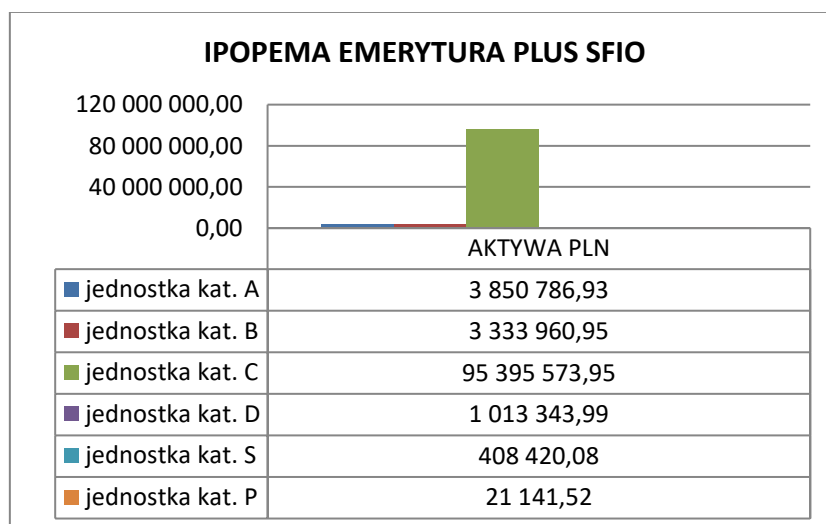 IPOPEMA EMERYTURA PLUS SFIO
120 000 000,00
80 000 000,00
40 000 000,00
0,00
AKTYWA PLN
jednostka kat. A 3 850 786,93
jednostka kat. B 3 333 960,95
jednostka kat. C 95 395 573,95
jednostka kat. D 1 013 343,99
jednostka kat. S 408 420,08
jednostka kat. P 21 141,52